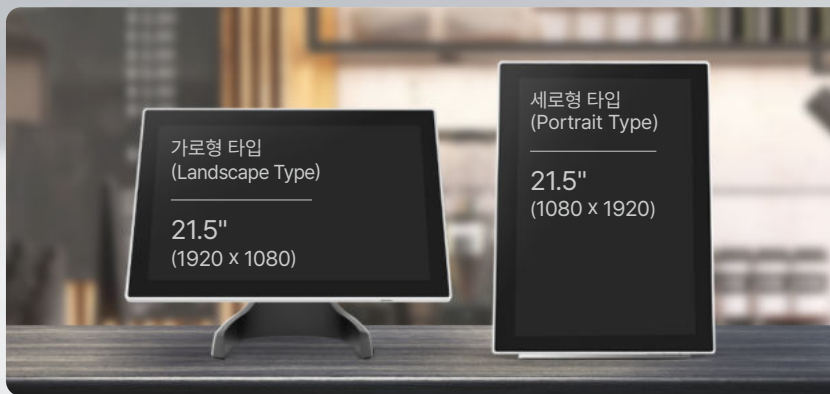 가로형 타입
(Landscape Type)
21.5"
(1920 x 1080)
세로형 타입
(Portrait Type)
21.5"
(1080 x 1920)